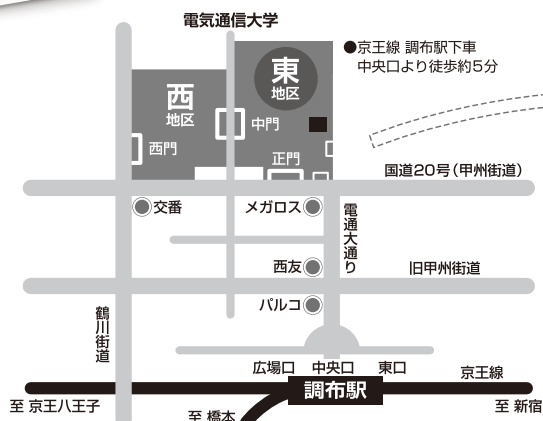 電気通信大学
●京王線 調布駅下車
中央口より徒歩約5分
東
地区
西
地区
中門
西門
正門
国道20号（甲州街道）
交番
メガロス
電通大通り
西友
旧甲州街道
パルコ
鶴川街道
広場口 中央口 東口
京王線
調布駅
至 京王八王子
至 橋本
至 新宿